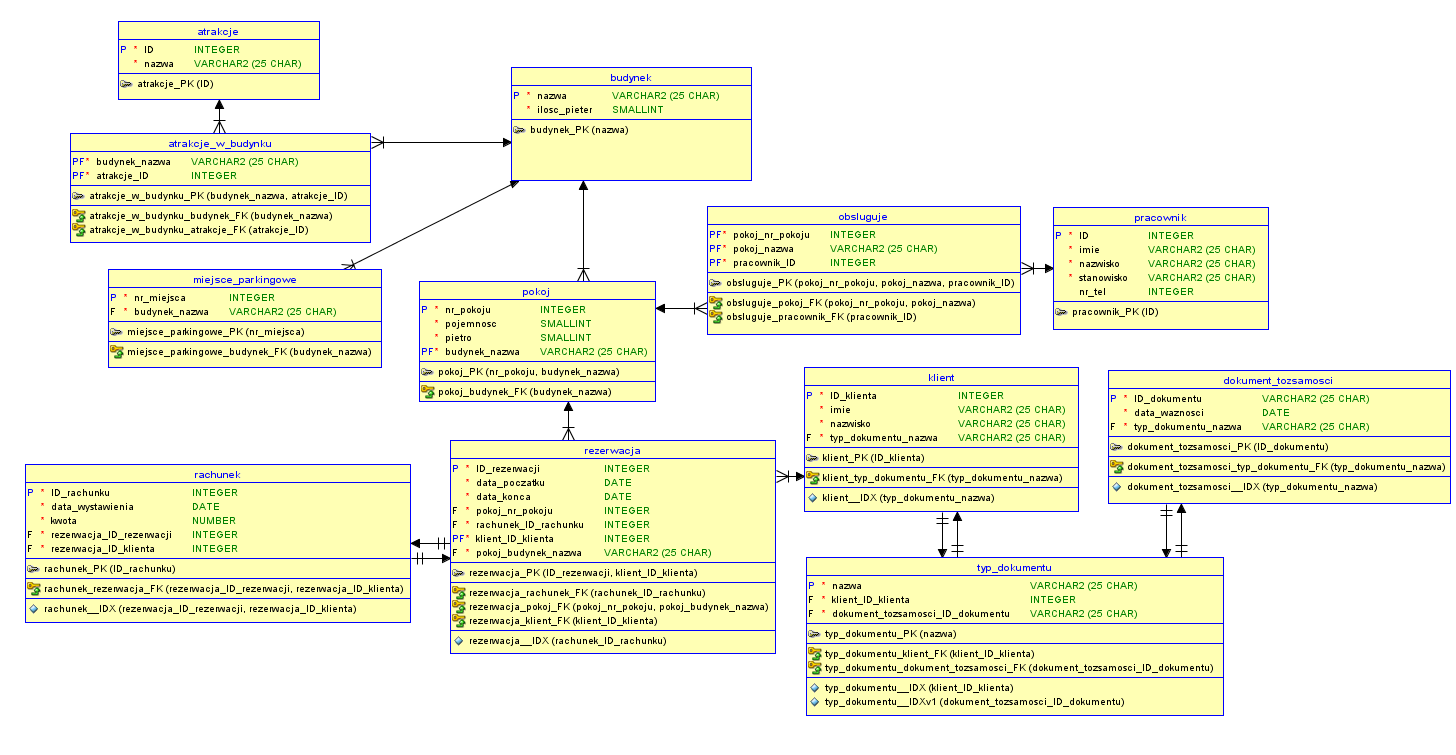 atrakcje
P * ID INTEGER
* nazwa VARCHAR2 (25 CHAR)
atrakcje_PK (ID)
budynek
P * nazwa VARCHAR2 (25 CHAR)
* ilosc_pieter SMALLINT
budynek_PK (nazwa)
atrakcje_w_budynku
PF* budynek_nazwa VARCHAR2 (25 CHAR)
PF* atrakcje_ID INTEGER
atrakcje_w_budynku_PK (budynek_nazwa, atrakcje_ID)
atrakcje_w_budynku_budynek_FK (budynek_nazwa)
atrakcje_w_budynku_atrakcje_FK (atrakcje_ID)
obsluguje
PF* pokoj_nr_pokoju INTEGER
PF* pokoj_nazwa VARCHAR2 (25 CHAR)
PF* pracownik_ID INTEGER
obsluguje_PK (pokoj_nr_pokoju, pokoj_nazwa, pracownik_ID)
obsluguje_pokoj_FK (pokoj_nr_pokoju, pokoj_nazwa)
obsluguje_pracownik_FK (pracownik_ID)
pracownik
P * ID INTEGER
* imie VARCHAR2 (25 CHAR)
* nazwisko VARCHAR2 (25 CHAR)
* stanowisko VARCHAR2 (25 CHAR)
nr_tel INTEGER
pracownik_PK (ID)
miejsce_parkingowe
P * nr_miejsca INTEGER
F * budynek_nazwa VARCHAR2 (25 CHAR)
miejsce_parkingowe_PK (nr_miejsca)
miejsce_parkingowe_budynek_FK (budynek_nazwa)
pokoj
P * nr_pokoju INTEGER
* pojemnosc SMALLINT
* pietro SMALLINT
PF* budynek_nazwa VARCHAR2 (25 CHAR)
pokoj_PK (nr_pokoju, budynek_nazwa)
pokoj_budynek_FK (budynek_nazwa)
klient
P * ID_klienta INTEGER
* imie VARCHAR2 (25 CHAR)
* nazwisko VARCHAR2 (25 CHAR)
F * typ_dokumentu_nazwa VARCHAR2 (25 CHAR)
klient_PK (ID_klienta)
klient_typ_dokumentu_FK (typ_dokumentu_nazwa)
klient__IDX (typ_dokumentu_nazwa)
dokument_tozsamosci
P * ID_dokumentu VARCHAR2 (25 CHAR)
* data_waznosci DATE
F * typ_dokumentu_nazwa VARCHAR2 (25 CHAR)
dokument_tozsamosci_PK (ID_dokumentu)
dokument_tozsamosci_typ_dokumentu_FK (typ_dokumentu_nazwa)
dokument_tozsamosci__IDX (typ_dokumentu_nazwa)
rachunek
P * ID_rachunku INTEGER
* data_wystawienia DATE
* kwota NUMBER
F * rezerwacja_ID_rezerwacji INTEGER
F * rezerwacja_ID_klienta INTEGER
rachunek_PK (ID_rachunku)
rachunek_rezerwacja_FK (rezerwacja_ID_rezerwacji, rezerwacja_ID_klienta)
rachunek__IDX (rezerwacja_ID_rezerwacji, rezerwacja_ID_klienta)
rezerwacja
P * ID_rezerwacji INTEGER
* data_poczatku DATE
* data_konca DATE
F * pokoj_nr_pokoju INTEGER
F * rachunek_ID_rachunku INTEGER
PF* klient_ID_klienta INTEGER
F * pokoj_budynek_nazwa VARCHAR2 (25 CHAR)
rezerwacja_PK (ID_rezerwacji, klient_ID_klienta)
rezerwacja_rachunek_FK (rachunek_ID_rachunku)
rezerwacja_pokoj_FK (pokoj_nr_pokoju, pokoj_budynek_nazwa)
rezerwacja_klient_FK (klient_ID_klienta)
rezerwacja__IDX (rachunek_ID_rachunku)
typ_dokumentu
P * nazwa VARCHAR2 (25 CHAR)
F * klient_ID_klienta INTEGER
F * dokument_tozsamosci_ID_dokumentu VARCHAR2 (25 CHAR)
typ_dokumentu_PK (nazwa)
typ_dokumentu_klient_FK (klient_ID_klienta)
typ_dokumentu_dokument_tozsamosci_FK (dokument_tozsamosci_ID_dokumentu)
typ_dokumentu__IDX (klient_ID_klienta)
typ_dokumentu__IDXv1 (dokument_tozsamosci_ID_dokumentu)